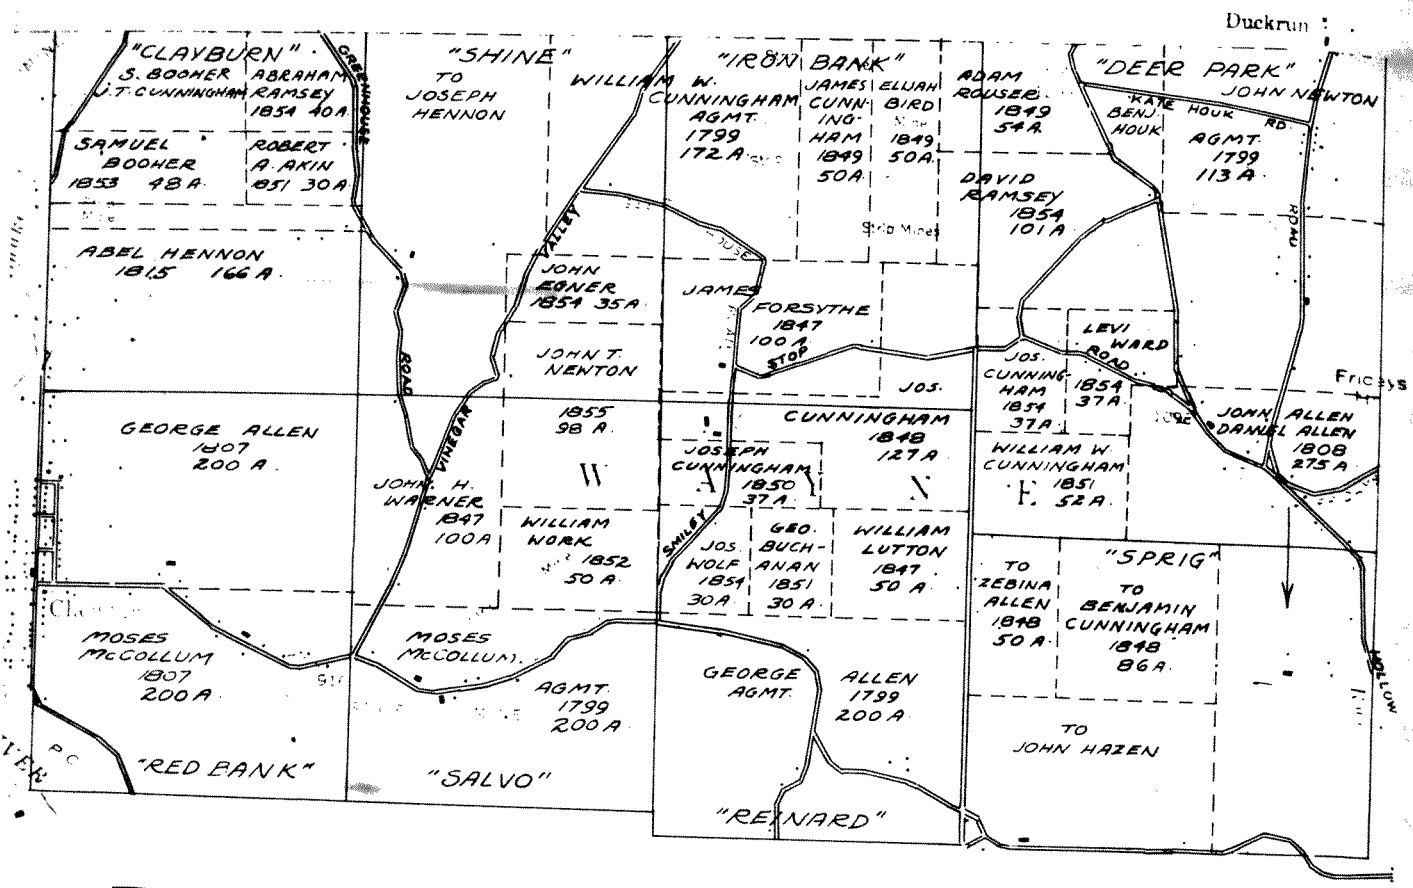 Duckrun
"CLAYBURN"
S. BOOHER
J.T. CUNNINGHAM
ABRAHAM
RAMSEY
1854 40A
GREENHOUSE
ROAD
SAMUEL
BOOHER
1853 48 A
ROBERT
A. AKIN
1851 30A
ABEL HENNON
1815 166 A.
"SHINE"
TO
JOSEPH
HENNON
"IRON BANK"
WILLIAM W.
CUNNINGHAM
AGMT.
1799
172 A.
JAMES
CUNN-
ING-
HAM
1849
50A
ELIJAH
BIRD
1849
50A
Strip Mines
ADAM
ROUSER
1849
54A
DAVID
RAMSEY
1854
101 A
"DEER PARK"
JOHN NEWTON
KATE HOUK RD.
BENJ.
HOUK
AGMT.
1799
113 A
ROAD
VALLEY
JOHN
EGNER
1854 35A
JOHN T.
NEWTON
1855
98 A.
JAMES FORSYTHE
1847
100 A
STOP
JOS.
CUNNINGHAM
1848
127A
JOS.
CUNNING-
HAM
1854
37A
LEVI
WARD
1854
37A
ROAD
Friceys
JOHN ALLEN
DANIEL ALLEN
1808
275 A
GEORGE ALLEN
1807
200 A
VINEGAR
JOHN H.
WARNER
1847
100A
W A Y N E
WILLIAM
WORK
1852
50 A.
JOSEPH
CUNNINGHAM
1850
37A
SMILEY
WILLIAM W.
CUNNINGHAM
1851
52 A.
JOS.
WOLF
1854
30A
GEO.
BUCH-
ANAN
1851
30 A
WILLIAM
LUTTON
1847
50 A
TO
ZEBINA
ALLEN
1848
50 A
"SPRIG"
TO
BENJAMIN
CUNNINGHAM
1848
86A
HOLLOW
MOSES
McCOLLUM
1807
200 A
"RED BANK"
MOSES
McCOLLUM
AGMT.
1799
200 A
"SALVO"
GEORGE ALLEN
AGMT. 1799
200 A
"REINARD"
TO
JOHN HAZEN
Run